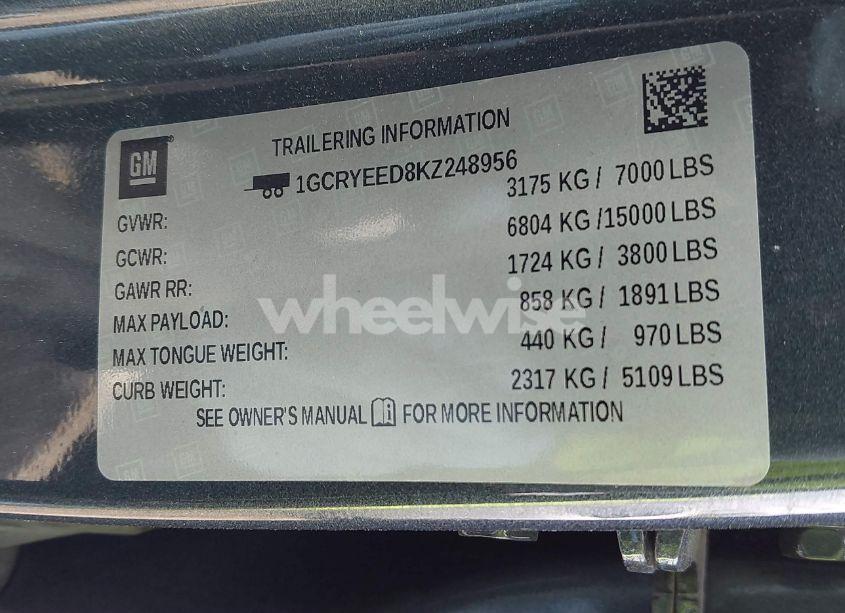 GM
TRAILERING INFORMATION
1GCRYEED8KZ248956
GVWR: 3175 KG / 7000 LBS
GCWR: 6804 KG /15000 LBS
GAWR RR: 1724 KG / 3800 LBS
MAX PAYLOAD: 858 KG / 1891 LBS
MAX TONGUE WEIGHT: 440 KG / 970 LBS
CURB WEIGHT: 2317 KG / 5109 LBS
SEE OWNER'S MANUAL FOR MORE INFORMATION
wheelwise